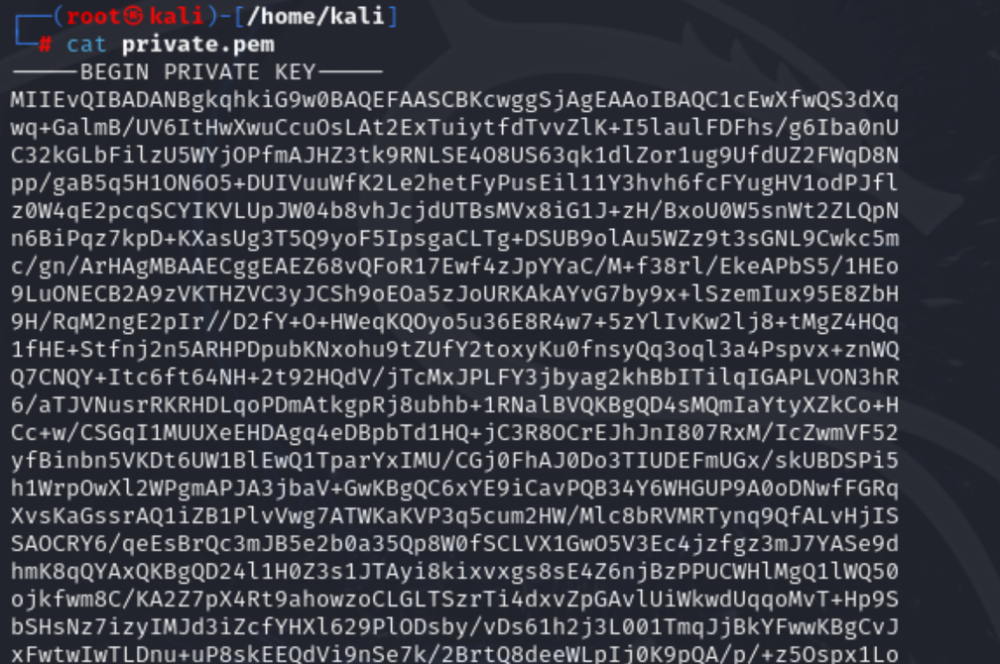 ┌──(root㉿kali)-[/home/kali]
└─# cat private.pem
-----BEGIN PRIVATE KEY-----
MIIEvQIBADANBgkqhkiG9w0BAQEFAASCBKcwggSjAgEAAoIBAQC1cEwXfwQS3dXq
wq+GalmB/UV6ItHwXwuCcuOsLAt2ExTuiytfdTvvZlK+I5laulFDFhs/g6Iba0nU
C32kGLbFilzU5WYjOPfmAJHZ3tk9RNLSE4O8US63qk1dlZor1ug9UfdUZ2FWqD8N
pp/gaB5q5H1ON6O5+DUIVuuWfK2Le2hetFyPusEil11Y3hvh6fcFYugHV1odPJfl
z0W4qE2pcqSCYIKVLUpJW04b8vhJcjdUTBsMVx8iG1J+zH/BxoU0W5snWt2ZLQpN
n6BiPqz7kpD+KXasUg3T5Q9yoF5IpsgaCLTg+DSUB9olAu5WZz9t3sGNL9Cwkc5m
c/gn/ArHAgMBAAECggEAEZ68vQFoR17Ewf4zJpYYaC/M+f38rl/EkeAPbS5/1HEo
9LuONECB2A9zVKTHZVC3yJCSh9oEOa5zJoURKAkAYvG7by9x+lSzemIux95E8ZbH
9H/RqM2ngE2pIr//D2fY+O+HWeqKQOyo5u36E8R4w7+5zYlIvKw2lj8+tMgZ4HQq
1fHE+Stfnj2n5ARHPDpubKNxohu9tZUfY2toxyKu0fnsyQq3oql3a4Pspvx+znWQ
Q7CNQY+Itc6ft64NH+2t92HQdV/jTcMxJPLFY3jbyag2khBbITilqIGAPLVON3hR
6/aTJVNusrRKRHDLqoPDmAtkgpRj8ubhb+1RNalBVQKBgQD4sMQmIaYtyXZkCo+H
Cc+w/CSGqI1MUUXeEHDAgq4eDBpbTd1HQ+jC3R8OCrEJhJnI807RxM/IcZwmVF52
yfBinbn5VKDt6UW1BlEwQ1TparYxIMU/CGj0FhAJ0Do3TIUDEFmUGx/skUBDSPi5
h1WrpOwXl2WPgmAPJA3jbaV+GwKBgQC6xYE9iCavPQB34Y6WHGUP9A0oDNwfFGRq
XvsKaGssrAQ1iZB1PlvVwg7ATWKaKVP3q5cum2HW/Mlc8bRVMRTynq9QfALvHjIS
SAOCRY6/qeEsBrQc3mJB5e2b0a35Qp8W0fSCLVX1GwO5V3Ec4jzfgz3mJ7YASe9d
hmK8qQYAxQKBgQD24l1H0Z3s1JTAyi8kixvxgs8sE4Z6njBzPPUCWHlMgQ1lWQ50
ojkfwm8C/KA2Z7pX4Rt9ahowzoCLGLTSzrTi4dxvZpGAvlUiWkwdUqqoMvT+Hp9S
bSHsNz7izyIMJd3iZcfYHXl629PlODsby/vDs61h2j3L001TmqJjBkYFwwKBgCvJ
xFwtwIwTLDnu+uP8skEEQdVi9nSe7k/2BrtQ8deeWLpIj0K9pQA/p/+z5Ospx1Lo